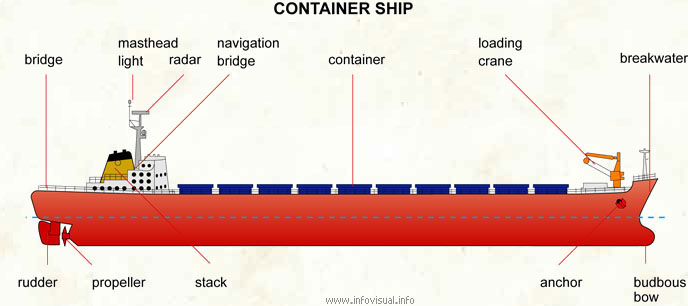 CONTAINER SHIP
bridge
masthead
light
radar
navigation
bridge
container
loading
crane
breakwater
rudder
propeller
stack
anchor
budbous
bow
www.infovisual.info